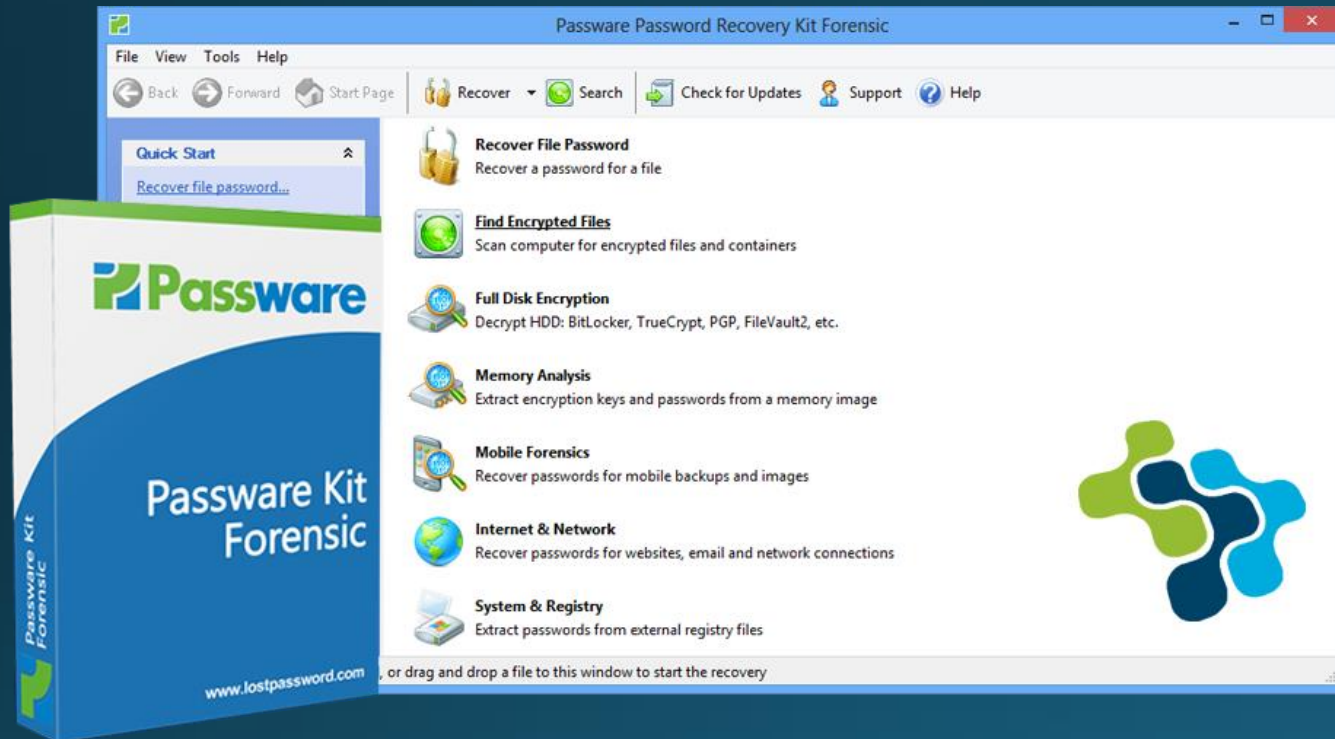 Passware Password Recovery Kit Forensic
File View Tools Help
Back Forward Start Page Recover Search Check for Updates Support Help
Quick Start
Recover file password...
Recover File Password
Recover a password for a file
Find Encrypted Files
Scan computer for encrypted files and containers
Full Disk Encryption
Decrypt HDD: BitLocker, TrueCrypt, PGP, FileVault2, etc.
Memory Analysis
Extract encryption keys and passwords from a memory image
Mobile Forensics
Recover passwords for mobile backups and images
Internet & Network
Recover passwords for websites, email and network connections
System & Registry
Extract passwords from external registry files
, or drag and drop a file to this window to start the recovery
Passware
Passware Kit
Forensic
www.lostpassword.com
Passware Kit
Forensic